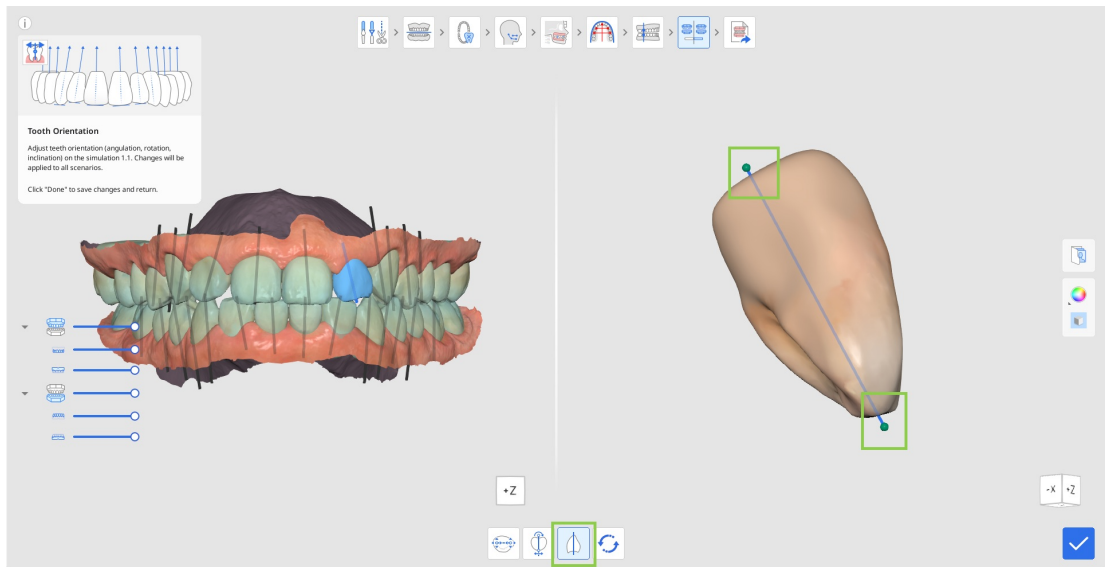 Tooth Orientation
Adjust teeth orientation (angulation, rotation,
inclination) on the simulation 1.1. Changes will be
applied to all scenarios.
Click "Done" to save changes and return.
+Z
-X +Z